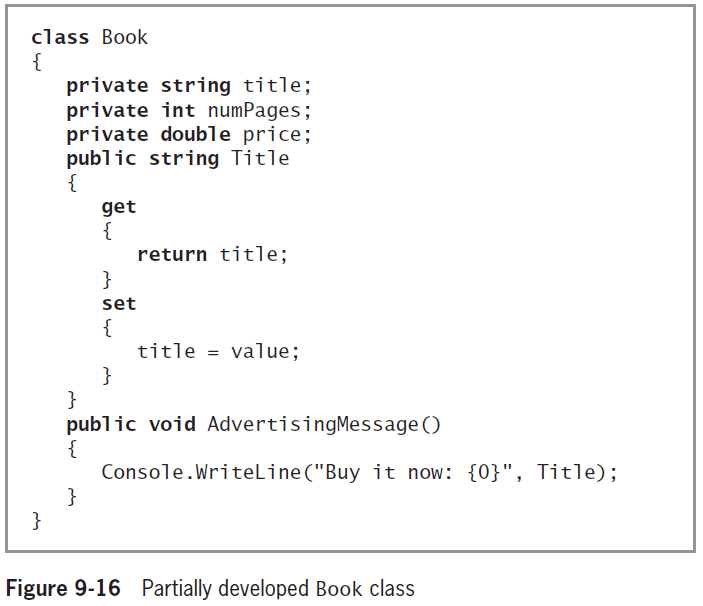 class Book
{
private string title;
private int numPages;
private double price;
public string Title
{
get
{
return title;
}
set
{
title = value;
}
}
public void AdvertisingMessage()
{
Console.WriteLine("Buy it now: {0}", Title);
}
}
Figure 9-16 Partially developed Book class